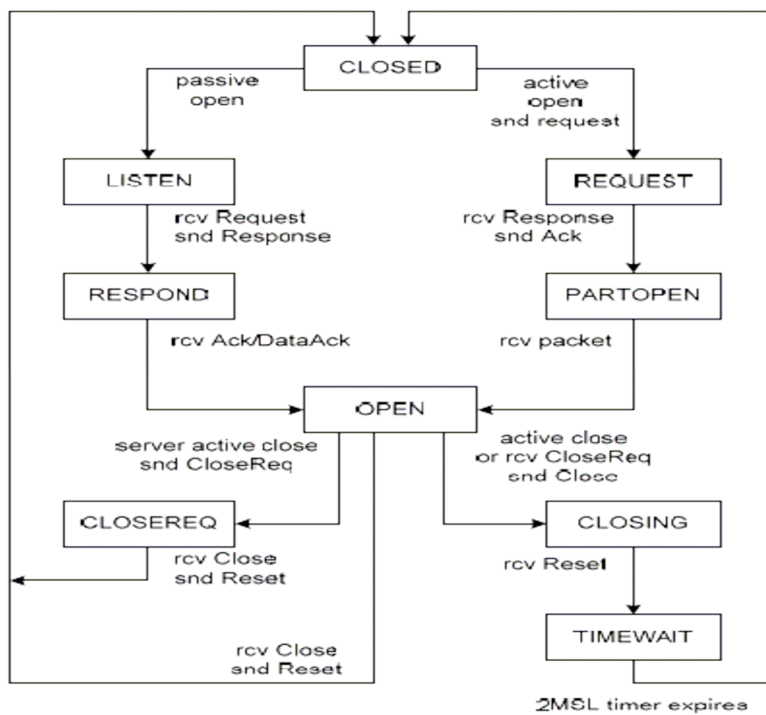 CLOSED
passive
open
active
open
snd request
LISTEN
REQUEST
rcv Request
snd Response
rcv Response
snd Ack
RESPOND
PARTOPEN
rcv Ack/DataAck
rcv packet
OPEN
server active close
snd CloseReq
active close
or rcv CloseReq
snd Close
CLOSEREQ
CLOSING
rcv Close
snd Reset
rcv Reset
TIMEWAIT
rcv Close
snd Reset
2MSL timer expires